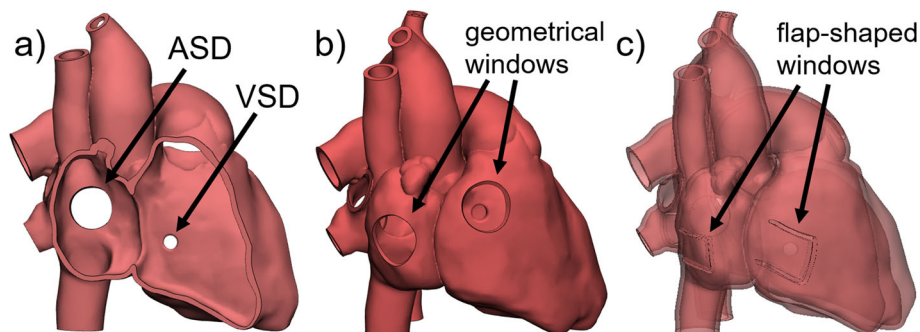 a)
ASD
VSD
b)
geometrical
windows
c)
flap-shaped
windows